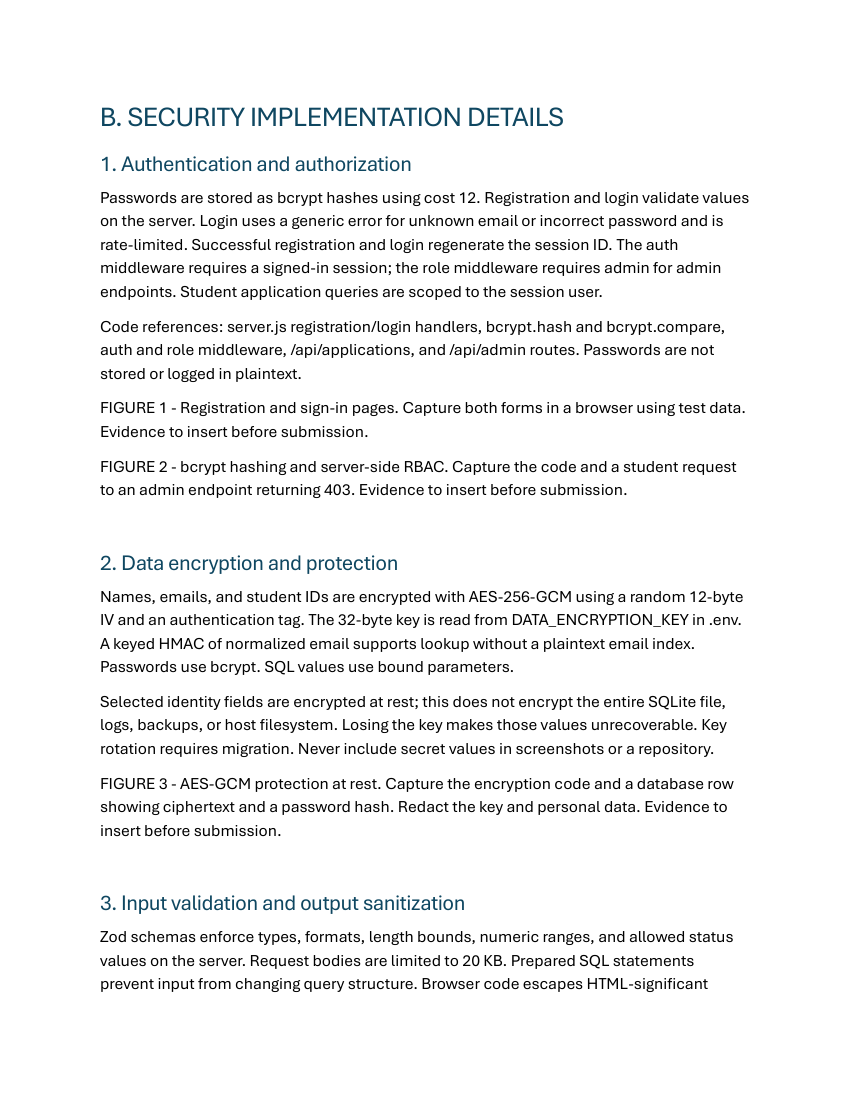 B. SECURITY IMPLEMENTATION DETAILS
1. Authentication and authorization
Passwords are stored as bcrypt hashes using cost 12. Registration and login validate values
on the server. Login uses a generic error for unknown email or incorrect password and is
rate-limited. Successful registration and login regenerate the session ID. The auth
middleware requires a signed-in session; the role middleware requires admin for admin
endpoints. Student application queries are scoped to the session user.
Code references: server.js registration/login handlers, bcrypt.hash and bcrypt.compare,
auth and role middleware, /api/applications, and /api/admin routes. Passwords are not
stored or logged in plaintext.
FIGURE 1 - Registration and sign-in pages. Capture both forms in a browser using test data.
Evidence to insert before submission.
FIGURE 2 - bcrypt hashing and server-side RBAC. Capture the code and a student request
to an admin endpoint returning 403. Evidence to insert before submission.
2. Data encryption and protection
Names, emails, and student IDs are encrypted with AES-256-GCM using a random 12-byte
IV and an authentication tag. The 32-byte key is read from DATA_ENCRYPTION_KEY in .env.
A keyed HMAC of normalized email supports lookup without a plaintext email index.
Passwords use bcrypt. SQL values use bound parameters.
Selected identity fields are encrypted at rest; this does not encrypt the entire SQLite file,
logs, backups, or host filesystem. Losing the key makes those values unrecoverable. Key
rotation requires migration. Never include secret values in screenshots or a repository.
FIGURE 3 - AES-GCM protection at rest. Capture the encryption code and a database row
showing ciphertext and a password hash. Redact the key and personal data. Evidence to
insert before submission.
3. Input validation and output sanitization
Zod schemas enforce types, formats, length bounds, numeric ranges, and allowed status
values on the server. Request bodies are limited to 20 KB. Prepared SQL statements
prevent input from changing query structure. Browser code escapes HTML-significant